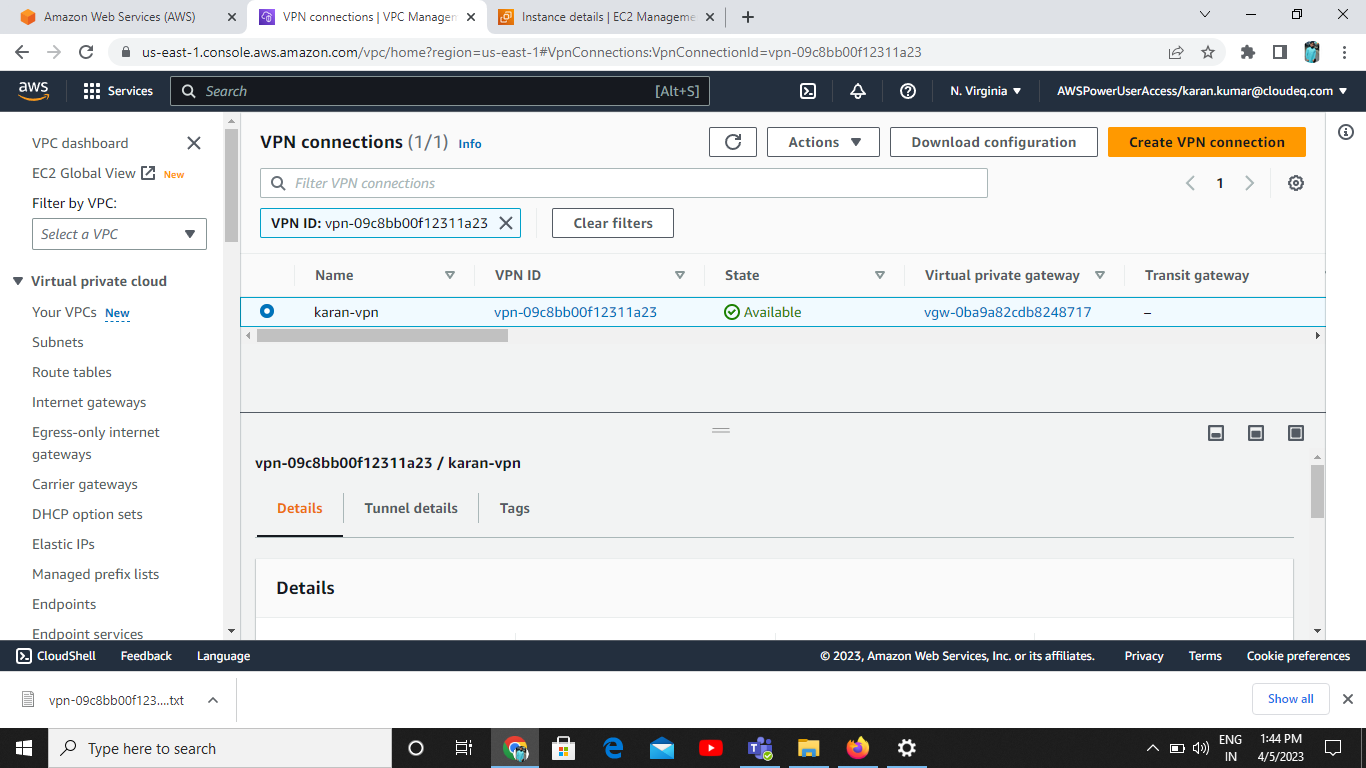 Amazon Web Services (AWS)
VPN connections | VPC Managem
Instance details | EC2 Manageme
us-east-1.console.aws.amazon.com/vpc/home?region=us-east-1#VpnConnections:VpnConnectionId=vpn-09c8bb00f12311a23
aws
Services
Search
[Alt+S]
N. Virginia
AWSPowerUserAccess/karan.kumar@cloudeq.com
VPC dashboard
EC2 Global View New
Filter by VPC:
Select a VPC
Virtual private cloud
Your VPCs New
Subnets
Route tables
Internet gateways
Egress-only internet
gateways
Carrier gateways
DHCP option sets
Elastic IPs
Managed prefix lists
Endpoints
Endpoint services
VPN connections (1/1) Info
Actions
Download configuration
Create VPN connection
Filter VPN connections
1
VPN ID: vpn-09c8bb00f12311a23
Clear filters
Name VPN ID State Virtual private gateway Transit gateway
karan-vpn vpn-09c8bb00f12311a23 Available vgw-0ba9a82cdb8248717 –
vpn-09c8bb00f12311a23 / karan-vpn
Details Tunnel details Tags
Details
CloudShell Feedback Language
© 2023, Amazon Web Services, Inc. or its affiliates. Privacy Terms Cookie preferences
vpn-09c8bb00f123....txt
Show all
Type here to search
ENG
IN
1:44 PM
4/5/2023